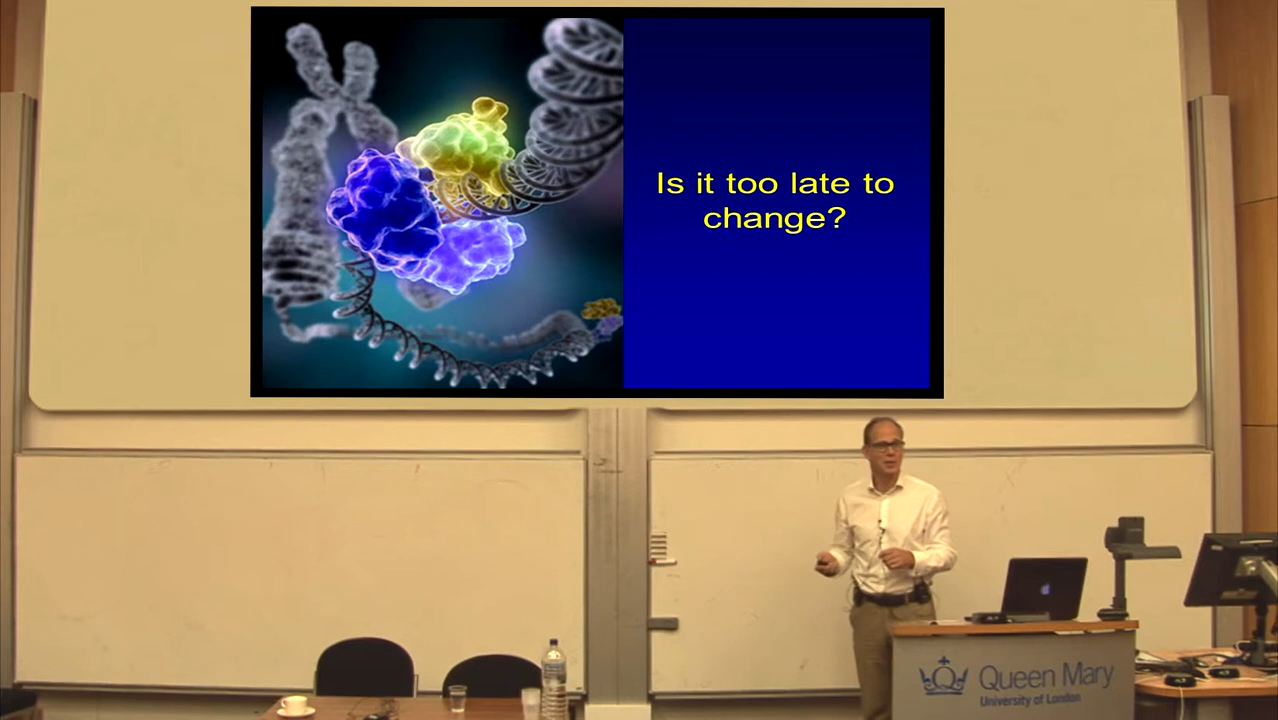 Is it too late to
change?
Queen Mary
University of London